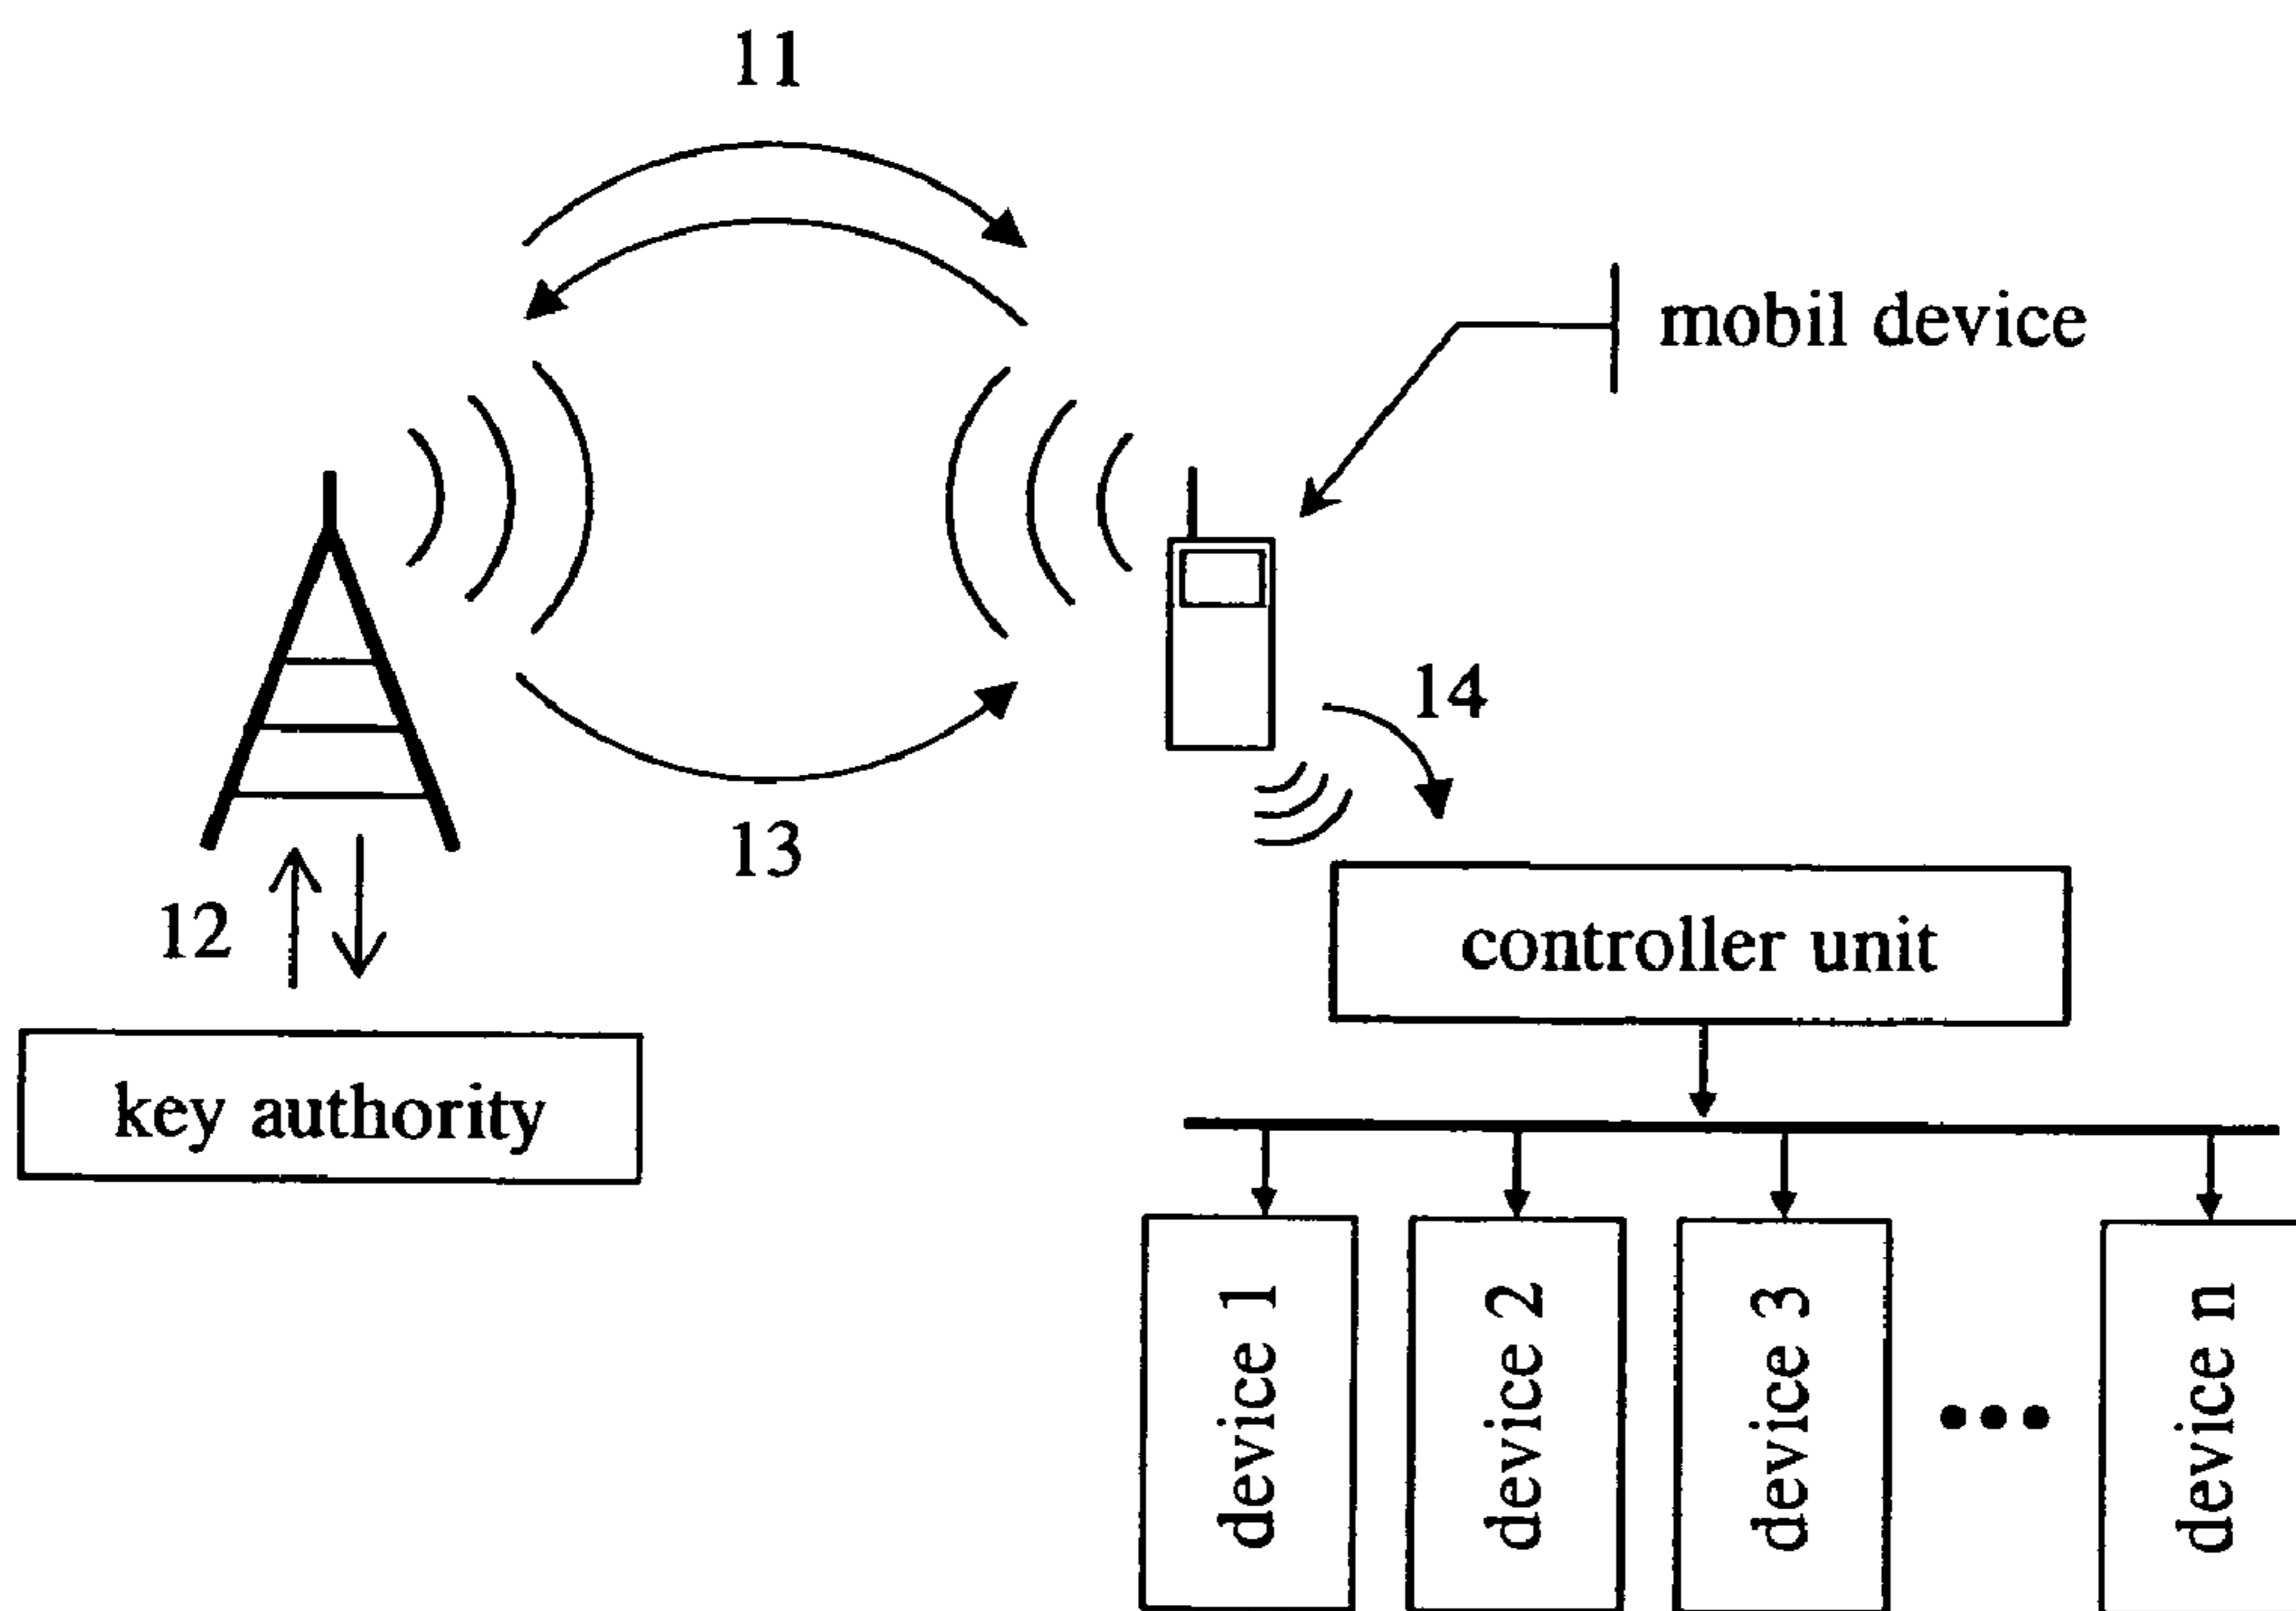 11
mobil device
14
13
12
controller unit
key authority
device 1
device 2
device 3
device n